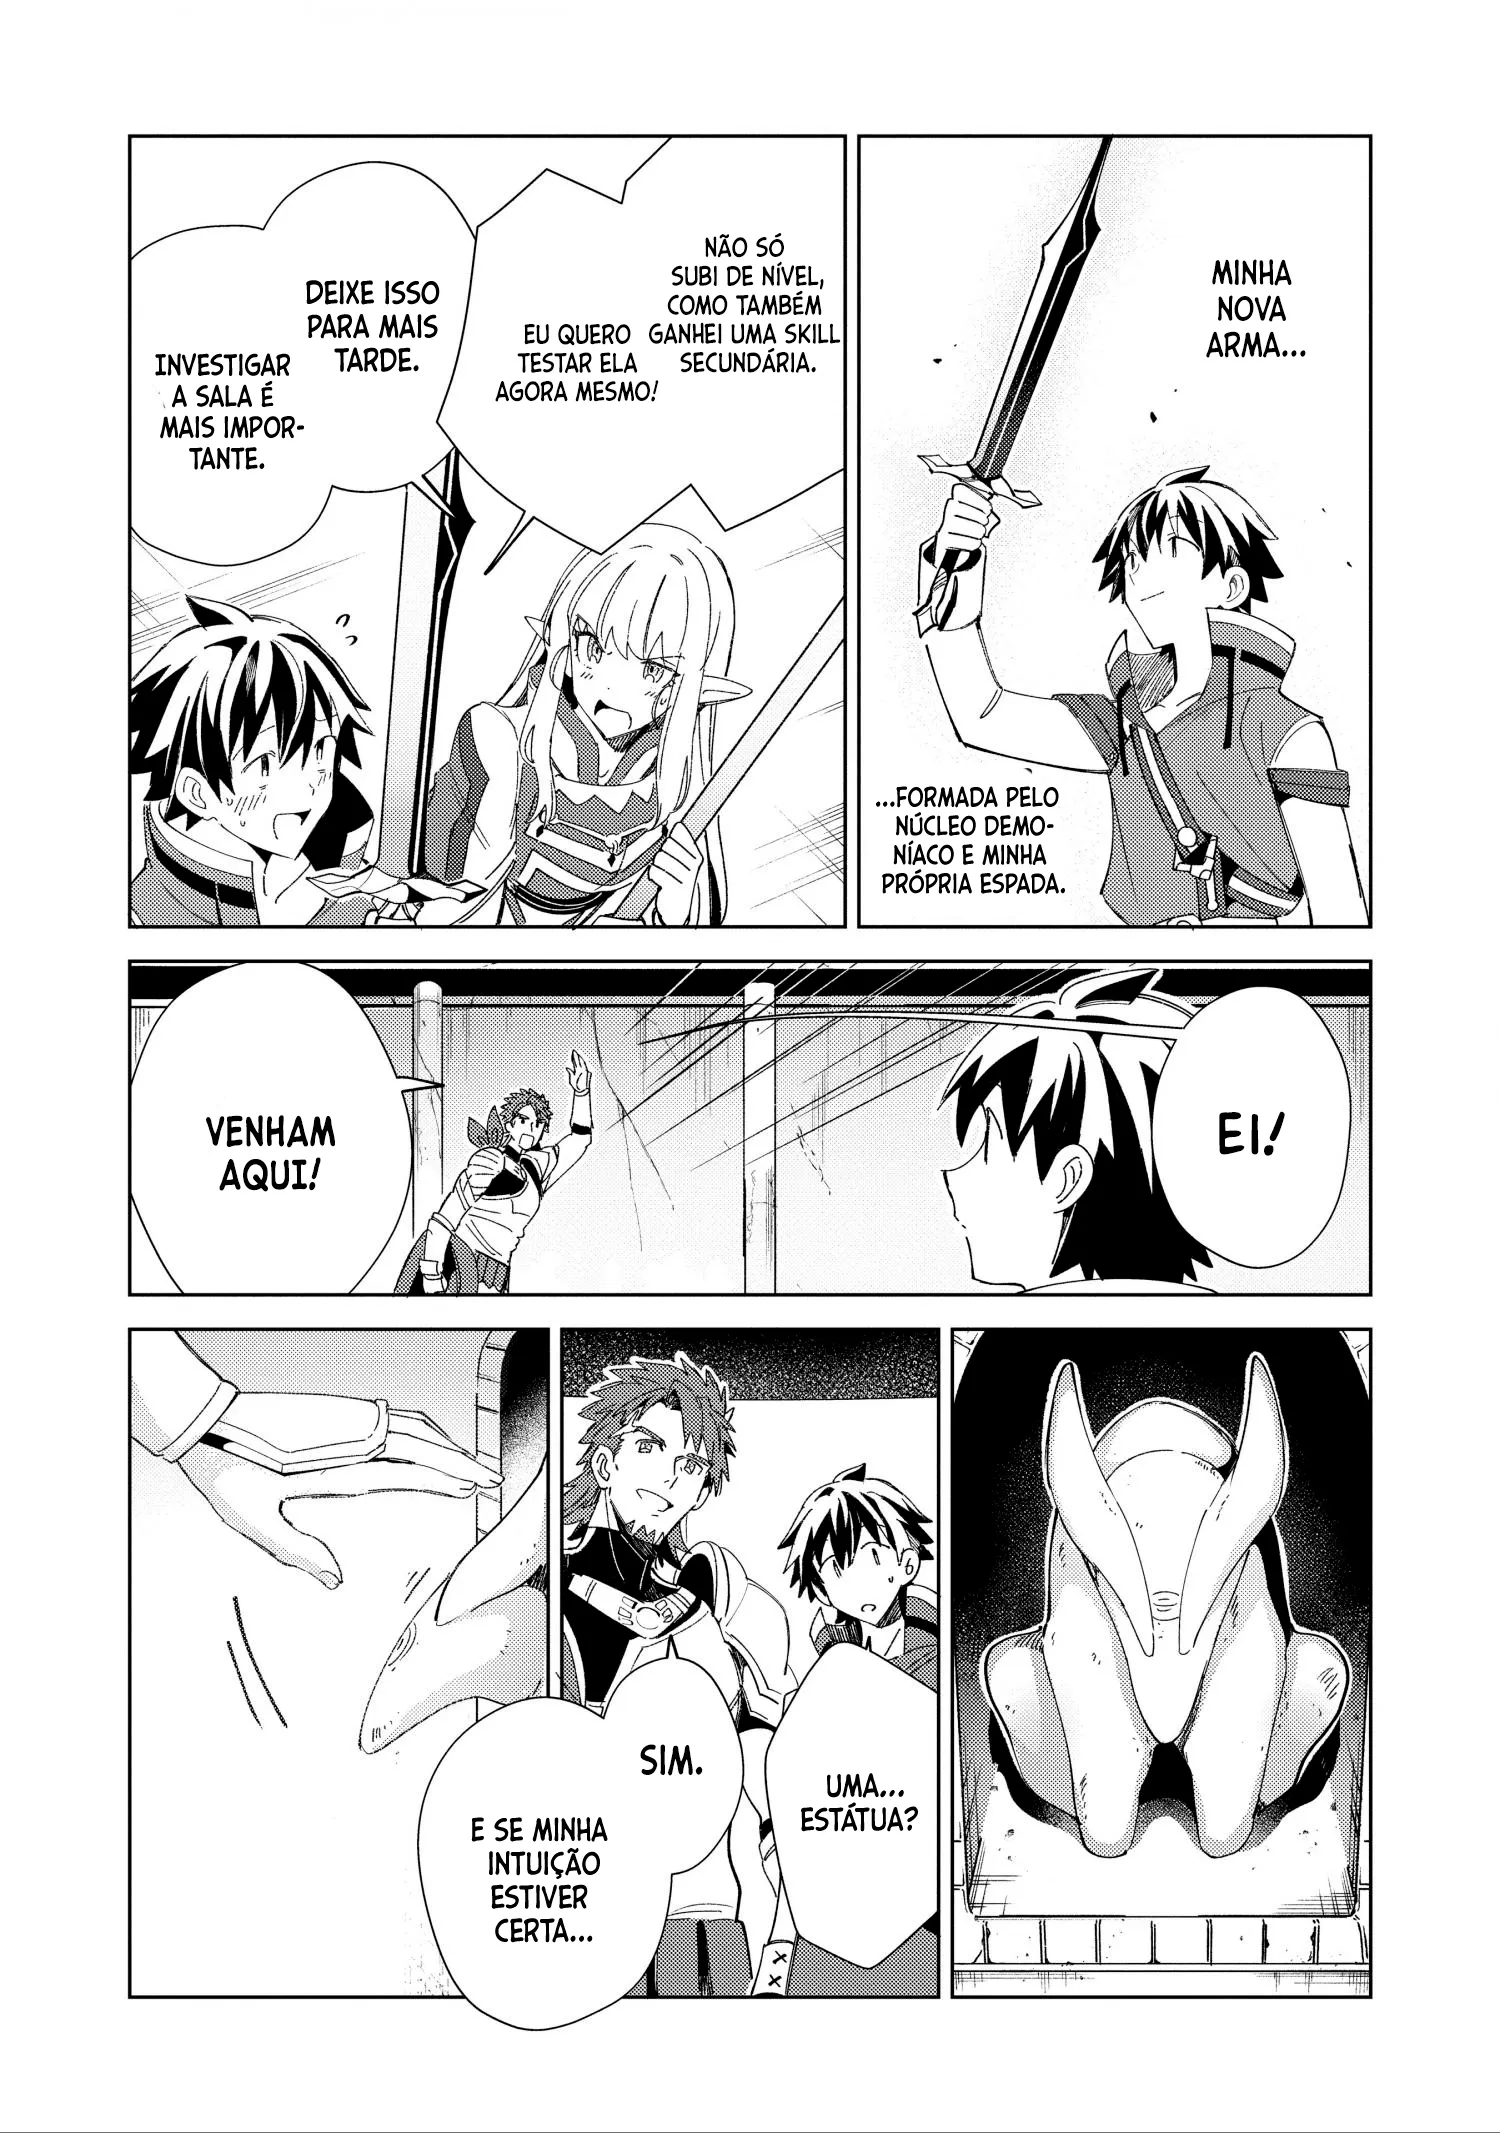 MINHA
NOVA
ARMA...
...FORMADA PELO
NÚCLEO DEMO-
NÍACO E MINHA
PRÓPRIA ESPADA.
NÃO SÓ
SUBI DE NÍVEL,
COMO TAMBÉM
GANHEI UMA SKILL
SECUNDÁRIA.
EU QUERO
TESTAR ELA
AGORA MESMO!
DEIXE ISSO
PARA MAIS
TARDE.
INVESTIGAR
A SALA É
MAIS IMPOR-
TANTE.
EI!
VENHAM
AQUI!
UMA...
ESTÁTUA?
SIM.
E SE MINHA
INTUIÇÃO
ESTIVER
CERTA...